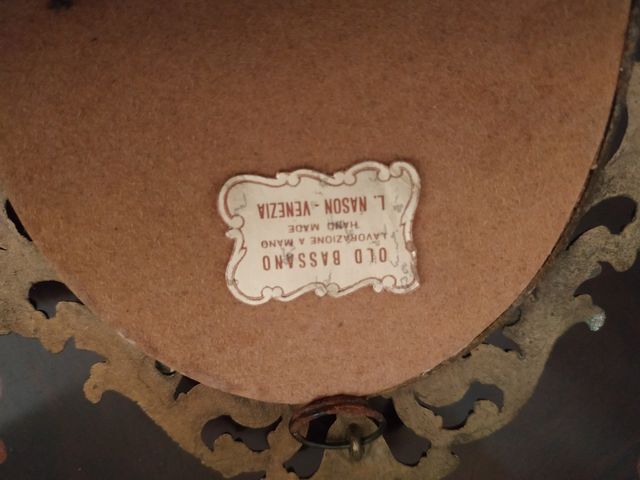 OLD BASSANO
LAVORAZIONE A MANO
HAND MADE
L. NASON - VENEZIA